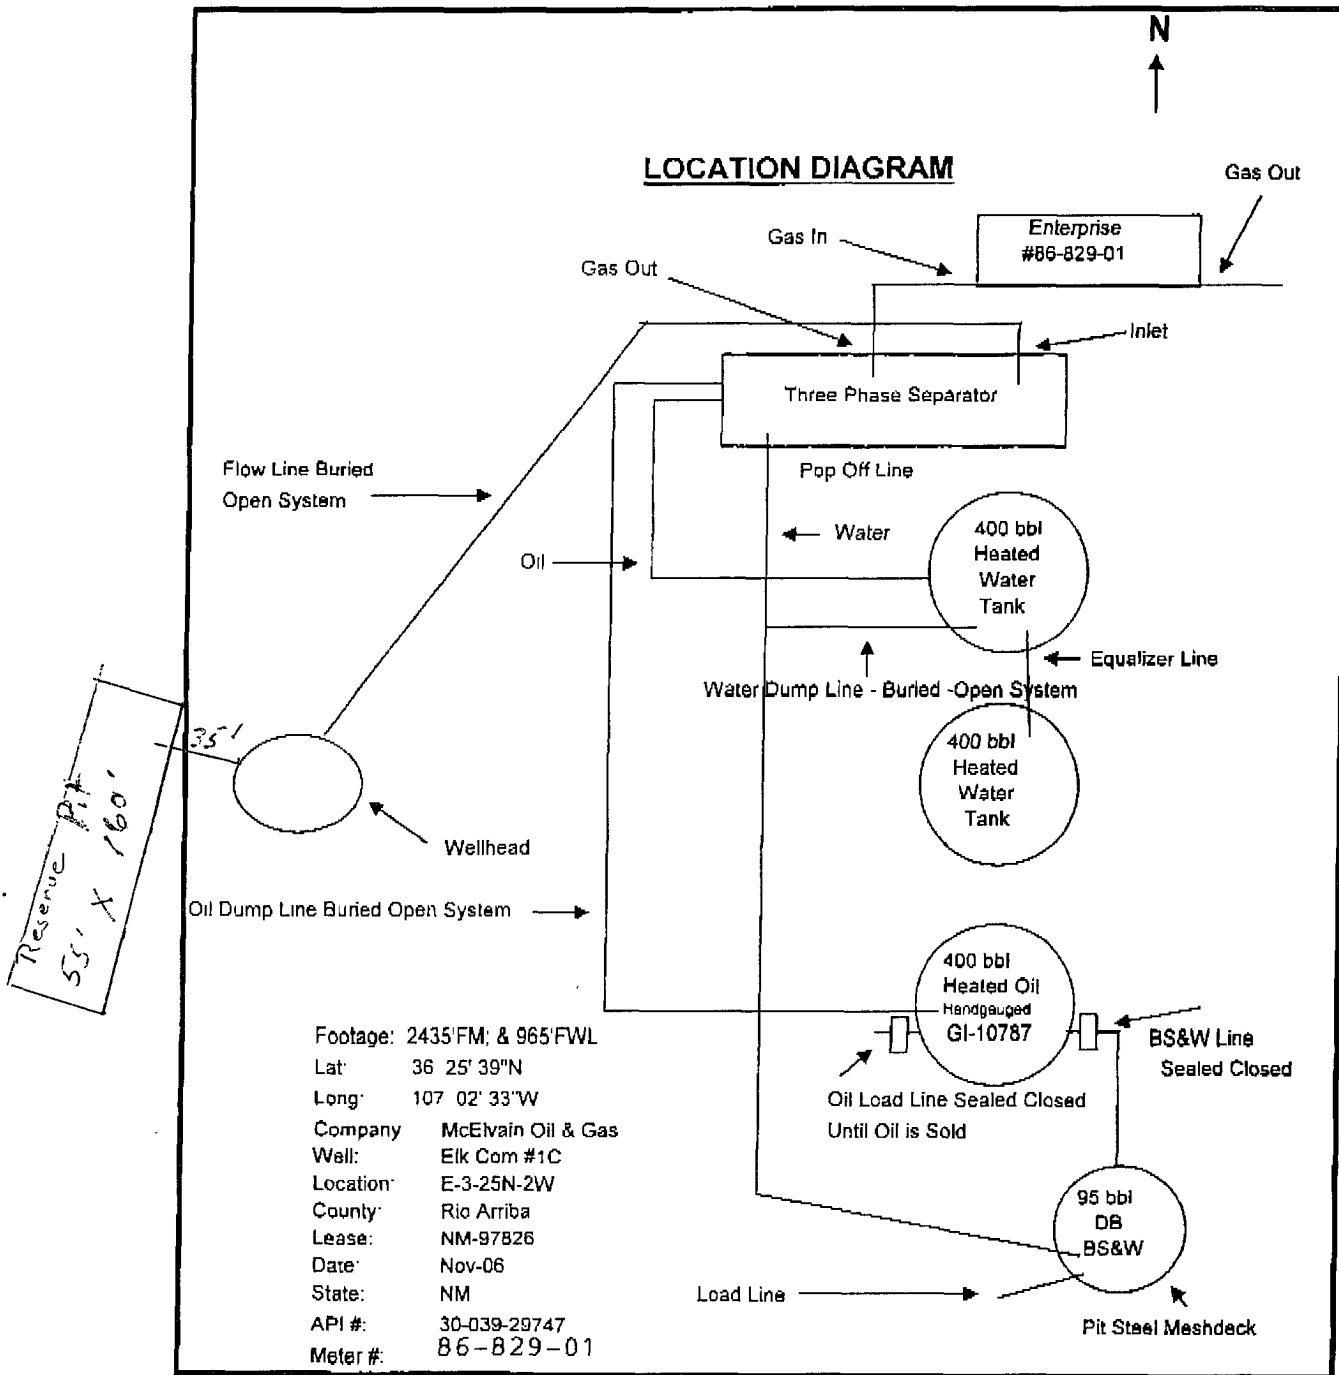 N
LOCATION DIAGRAM
Gas Out
Enterprise
#86-829-01
Gas In
Gas Out
Inlet
Three Phase Separator
Flow Line Buried
Open System
Pop Off Line
Water
Oil
400 bbl
Heated
Water
Tank
Equalizer Line
Water Dump Line - Buried -Open System
35'
400 bbl
Heated
Water
Tank
Reserve Pit
55' X 160'
Wellhead
Oil Dump Line Buried Open System
400 bbl
Heated Oil
Handgauged
GI-10787
BS&W Line
Sealed Closed
Oil Load Line Sealed Closed
Until Oil is Sold
Footage: 2435'FM; & 965'FWL
Lat: 36 25' 39"N
Long: 107 02' 33"W
Company McElvain Oil & Gas
Well: Elk Com #1C
Location: E-3-25N-2W
County: Rio Arriba
Lease: NM-97826
Date: Nov-06
State: NM
API #: 30-039-29747
Meter #: 86-829-01
95 bbl
DB
BS&W
Load Line
Pit Steel Meshdeck